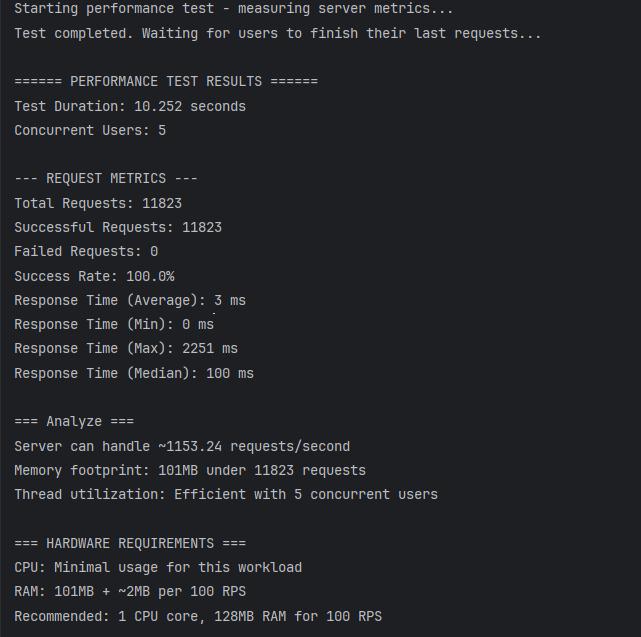 Starting performance test - measuring server metrics...
Test completed. Waiting for users to finish their last requests...
====== PERFORMANCE TEST RESULTS ======
Test Duration: 10.252 seconds
Concurrent Users: 5
--- REQUEST METRICS ---
Total Requests: 11823
Successful Requests: 11823
Failed Requests: 0
Success Rate: 100.0%
Response Time (Average): 3 ms
Response Time (Min): 0 ms
Response Time (Max): 2251 ms
Response Time (Median): 100 ms
=== Analyze ===
Server can handle ~1153.24 requests/second
Memory footprint: 101MB under 11823 requests
Thread utilization: Efficient with 5 concurrent users
=== HARDWARE REQUIREMENTS ===
CPU: Minimal usage for this workload
RAM: 101MB + ~2MB per 100 RPS
Recommended: 1 CPU core, 128MB RAM for 100 RPS